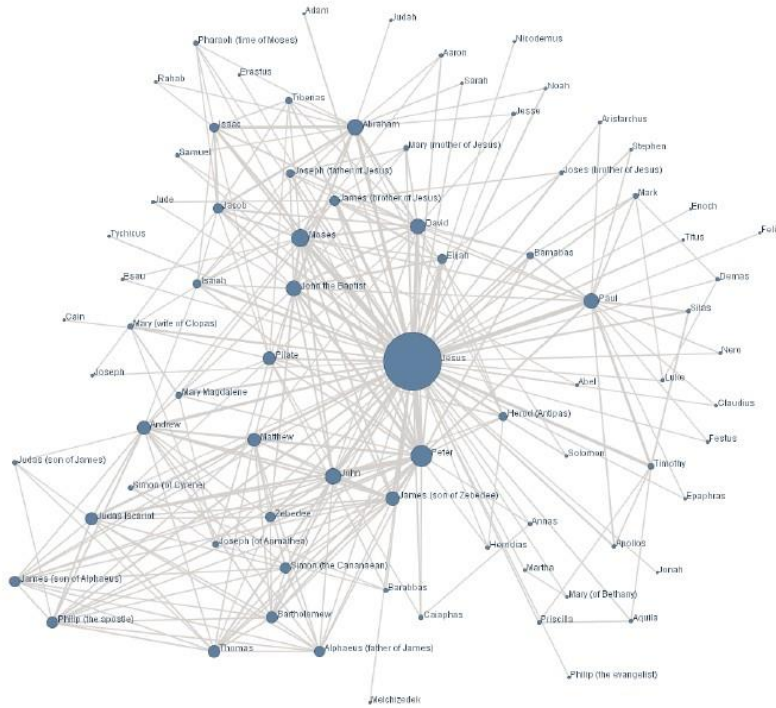 Adam
Judah
Pharaoh (time of Moses)
Nicodemus
Aaron
Erastus
Rahab
Sarah
Noah
Tiberias
Jesse
Aristarchus
Isaac
Abraham
Mary (mother of Jesus)
Stephen
Samuel
Joseph (father of Jesus)
Joses (brother of Jesus)
Mark
Jude
James (brother of Jesus)
Jacob
Enoch
David
Tychicus
Moses
Titus
Elijah
Barnabas
Esau
Isaiah
John the Baptist
Demas
Paul
Silas
Cain
Mary (wife of Clopas)
Pilate
Jesus
Joseph
Abel
Luke
Mary Magdalene
Claudius
Herod (Antipas)
Andrew
Matthew
Festus
Peter
Solomon
Judas (son of James)
Timothy
John
Simon (of Cyrene)
James (son of Zebedee)
Epaphras
Judas Iscariot
Zebedee
Annas
Joseph (of Arimathea)
Herodias
Apollos
Simon (the Cananaean)
Martha
Jonah
James (son of Alphaeus)
Barabbas
Mary (of Bethany)
Bartholomew
Caiaphas
Philip (the apostle)
Priscilla
Aquila
Thomas
Alphaeus (father of James)
Philip (the evangelist)
Melchizedek